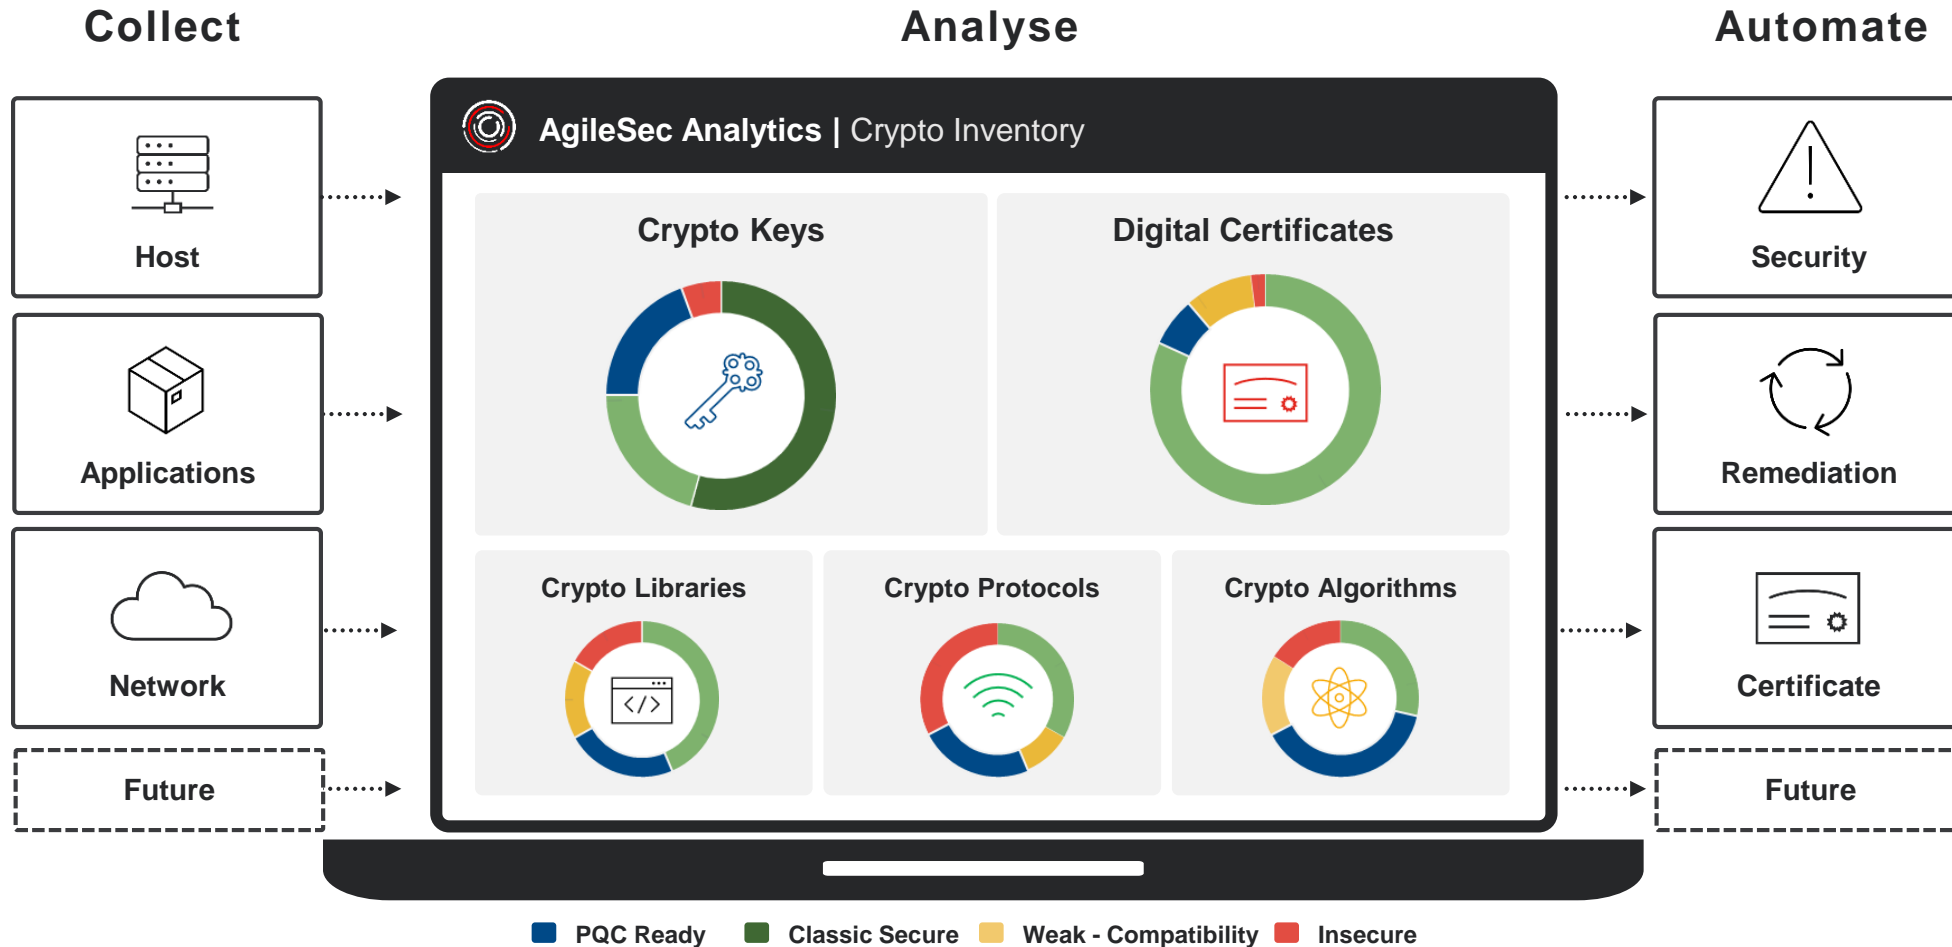 Collect
Analyse
Automate
AgileSec Analytics | Crypto Inventory
Host
Applications
Network
Future
Crypto Keys
Digital Certificates
Crypto Libraries
</>
Crypto Protocols
Crypto Algorithms
Security
Remediation
Certificate
Future
PQC Ready
Classic Secure
Weak - Compatibility
Insecure